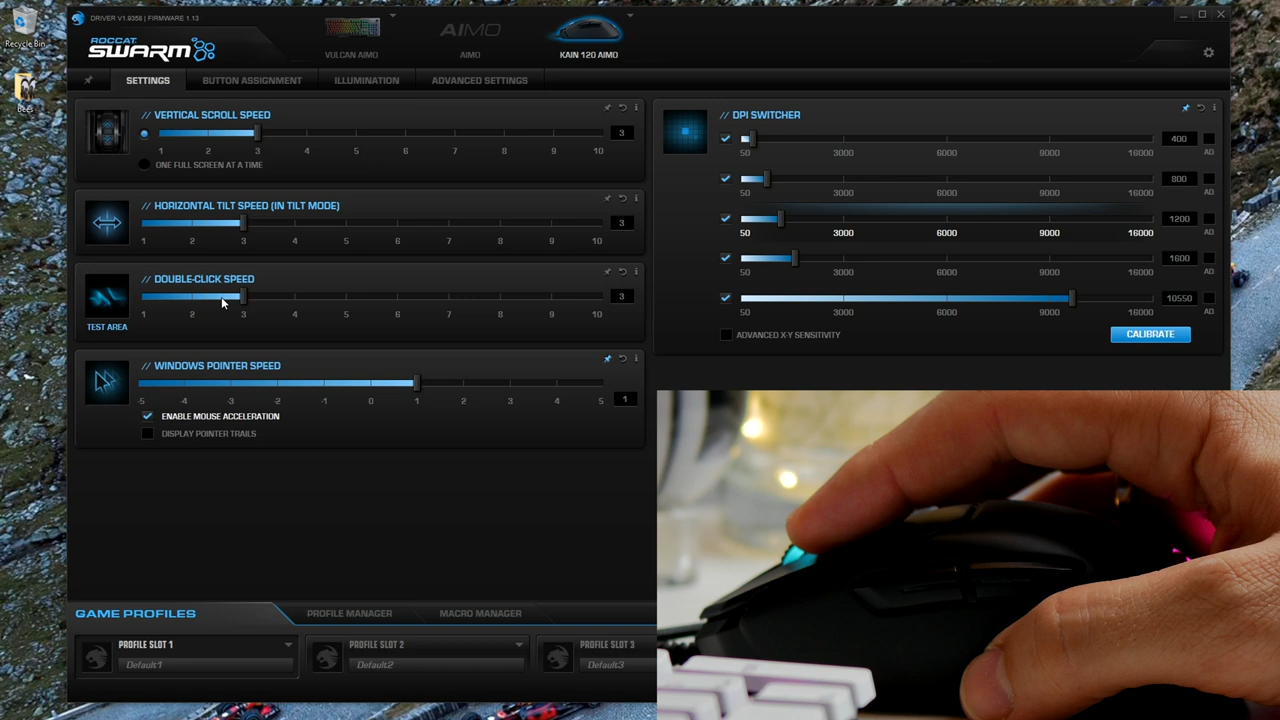 Recycle Bin
Bees
DRIVER V1.9358 | FIRMWARE 1.13
ROCCAT
SWARM
VULCAN AIMO
AIMO
AIMO
KAIN 120 AIMO
SETTINGS
BUTTON ASSIGNMENT
ILLUMINATION
ADVANCED SETTINGS
// VERTICAL SCROLL SPEED
3
1 2 3 4 5 6 7 8 9 10
ONE FULL SCREEN AT A TIME
// HORIZONTAL TILT SPEED (IN TILT MODE)
3
1 2 3 4 5 6 7 8 9 10
// DOUBLE-CLICK SPEED
3
1 2 3 4 5 6 7 8 9 10
TEST AREA
// WINDOWS POINTER SPEED
-5 -4 -3 -2 -1 0 1 2 3 4 5
1
ENABLE MOUSE ACCELERATION
DISPLAY POINTER TRAILS
// DPI SWITCHER
400
50 3000 6000 9000 16000 AD
800
50 3000 6000 9000 16000 AD
1200
50 3000 6000 9000 16000 AD
1600
50 3000 6000 9000 16000 AD
10550
50 3000 6000 9000 16000 AD
ADVANCED X-Y SENSITIVITY
CALIBRATE
GAME PROFILES
PROFILE MANAGER
MACRO MANAGER
PROFILE SLOT 1
Default1
PROFILE SLOT 2
Default2
PROFILE SLOT 3
Default3